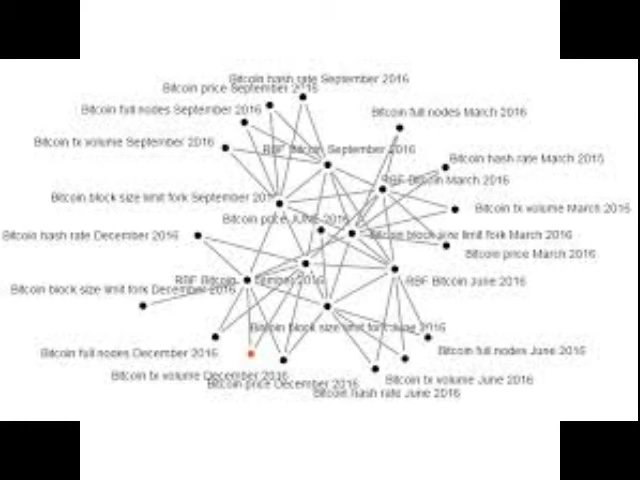 Bitcoin hash rate September 2016
Bitcoin price September 2016
Bitcoin full nodes September 2016
Bitcoin full nodes March 2016
Bitcoin tx volume September 2016
RBF Bitcoin September 2016
Bitcoin hash rate March 2016
RBF Bitcoin March 2016
Bitcoin block size limit fork September 2016
Bitcoin tx volume March 2016
Bitcoin price JUNE 2016
Bitcoin hash rate December 2016
Bitcoin block size limit fork March 2016
Bitcoin price March 2016
RBF Bitcoin 2016
RBF Bitcoin June 2016
Bitcoin block size limit fork December 2016
Bitcoin block size limit fork June 2016
Bitcoin full nodes December 2016
Bitcoin full nodes June 2016
Bitcoin tx volume December 2016
Bitcoin price December 2016
Bitcoin tx volume June 2016
Bitcoin hash rate June 2016